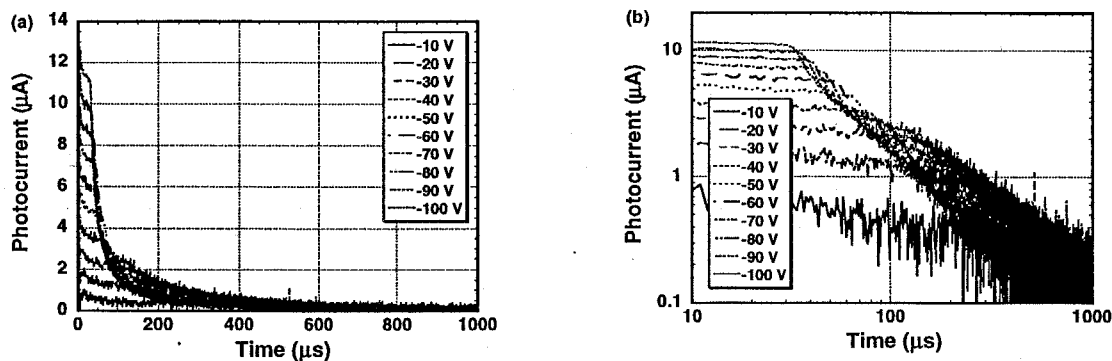 (a)
14
12
10
8
6
4
2
0
Photocurrent (µA)
0 200 400 600 800 1000
Time (µs)
-10 V
-20 V
-30 V
-40 V
-50 V
-60 V
-70 V
-80 V
-90 V
-100 V
(b)
10
1
0.1
Photocurrent (µA)
10 100 1000
Time (µs)
-10 V
-20 V
-30 V
-40 V
-50 V
-60 V
-70 V
-80 V
-90 V
-100 V